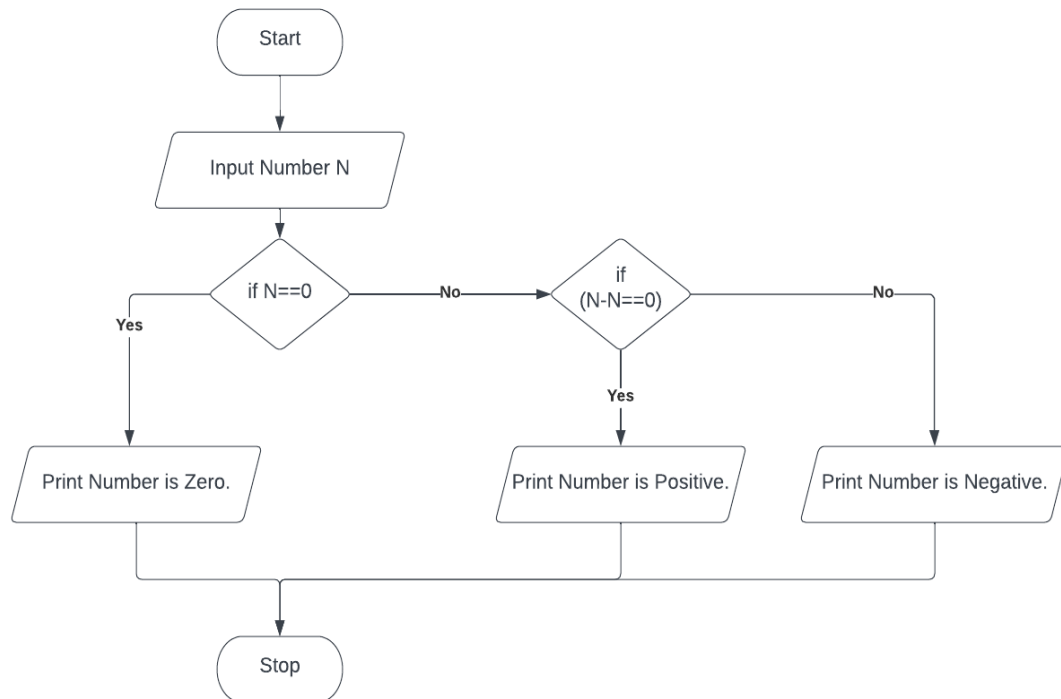 Start
Input Number N
if N==0
No
if
(N-N==0)
No
Yes
Yes
Print Number is Zero.
Print Number is Positive.
Print Number is Negative.
Stop